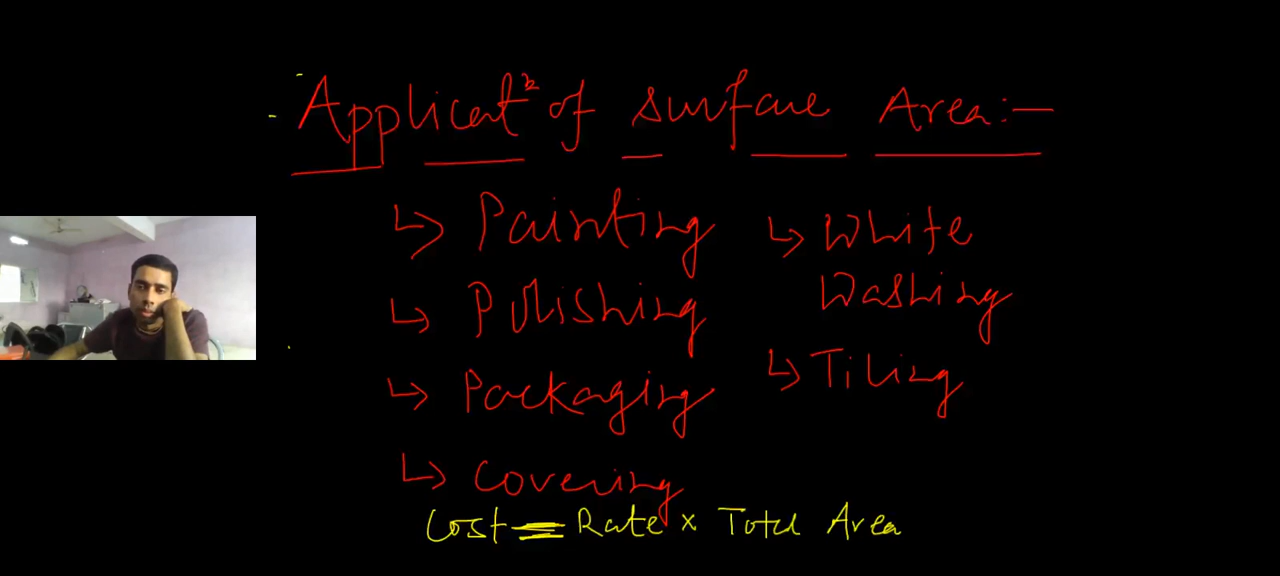 Applicatⁿ of surface Area:-
↳ Painting
↳ Polishing
↳ Packaging
↳ Covering
↳ White
Washing
↳ Tiling
Cost = Rate x Total Area